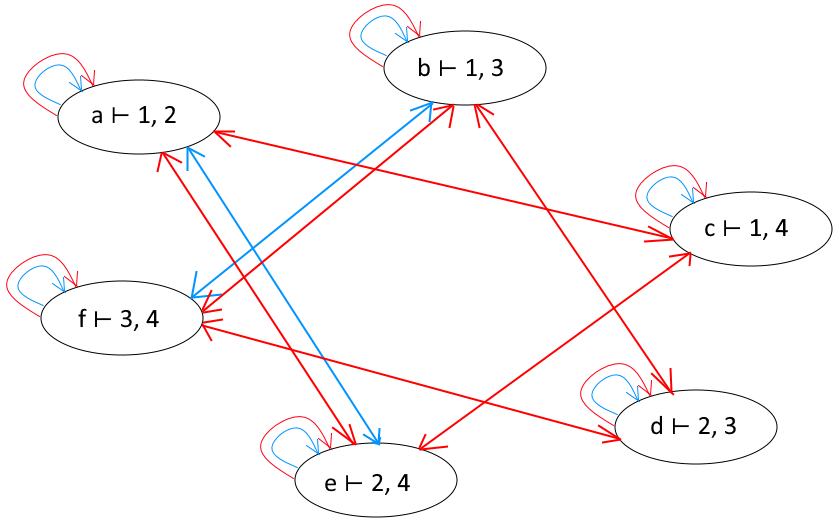 b ⊢ 1, 3
a ⊢ 1, 2
c ⊢ 1, 4
f ⊢ 3, 4
d ⊢ 2, 3
e ⊢ 2, 4